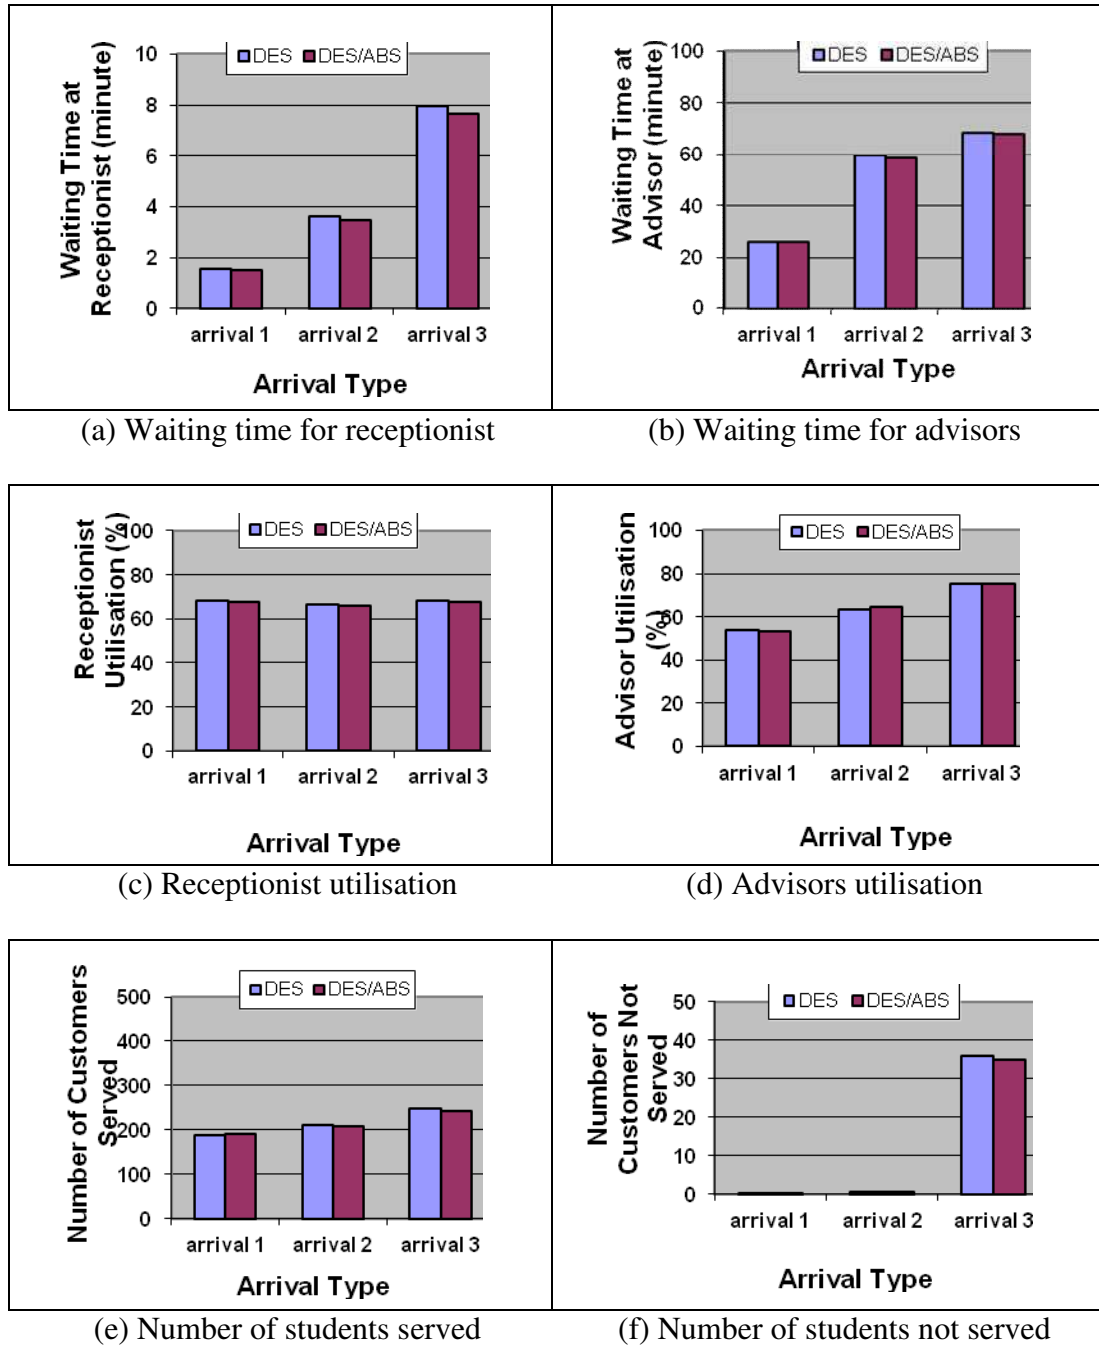 Waiting Time at
Receptionist (minute)
10
8
6
4
2
0
DES DES/ABS
arrival 1 arrival 2 arrival 3
Arrival Type
Waiting Time at
Advisor (minute)
100
80
60
40
20
0
DES DES/ABS
arrival 1 arrival 2 arrival 3
Arrival Type
(a) Waiting time for receptionist
(b) Waiting time for advisors
Receptionist
Utilisation (%)
100
80
60
40
20
0
DES DES/ABS
arrival 1 arrival 2 arrival 3
Arrival Type
Advisor Utilisation
(%)
100
80
60
40
20
0
DES DES/ABS
arrival 1 arrival 2 arrival 3
Arrival Type
(c) Receptionist utilisation
(d) Advisors utilisation
Number of Customers
Served
500
400
300
200
100
0
DES DES/ABS
arrival 1 arrival 2 arrival 3
Arrival Type
Number of
Customers Not
Served
50
40
30
20
10
0
DES DES/ABS
arrival 1 arrival 2 arrival 3
Arrival Type
(e) Number of students served
(f) Number of students not served